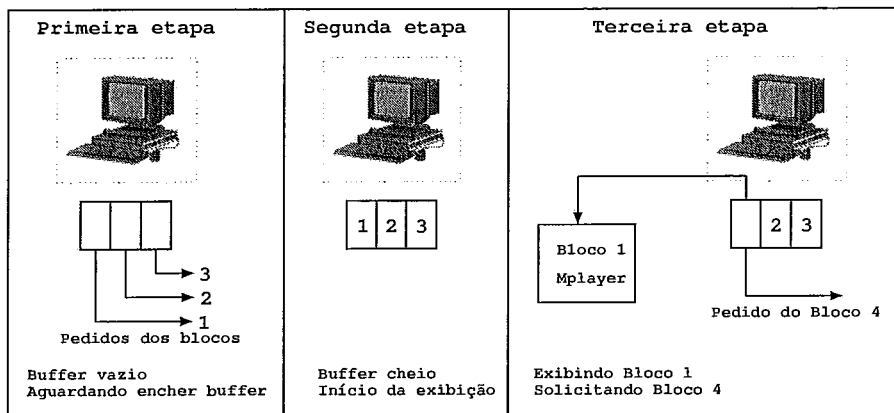 Primeira etapa
3
2
1
Pedidos dos blocos
Buffer vazio
Aguardando encher buffer
Segunda etapa
1 2 3
Buffer cheio
Início da exibição
Terceira etapa
Bloco 1
Mplayer
2 3
Pedido do Bloco 4
Exibindo Bloco 1
Solicitando Bloco 4